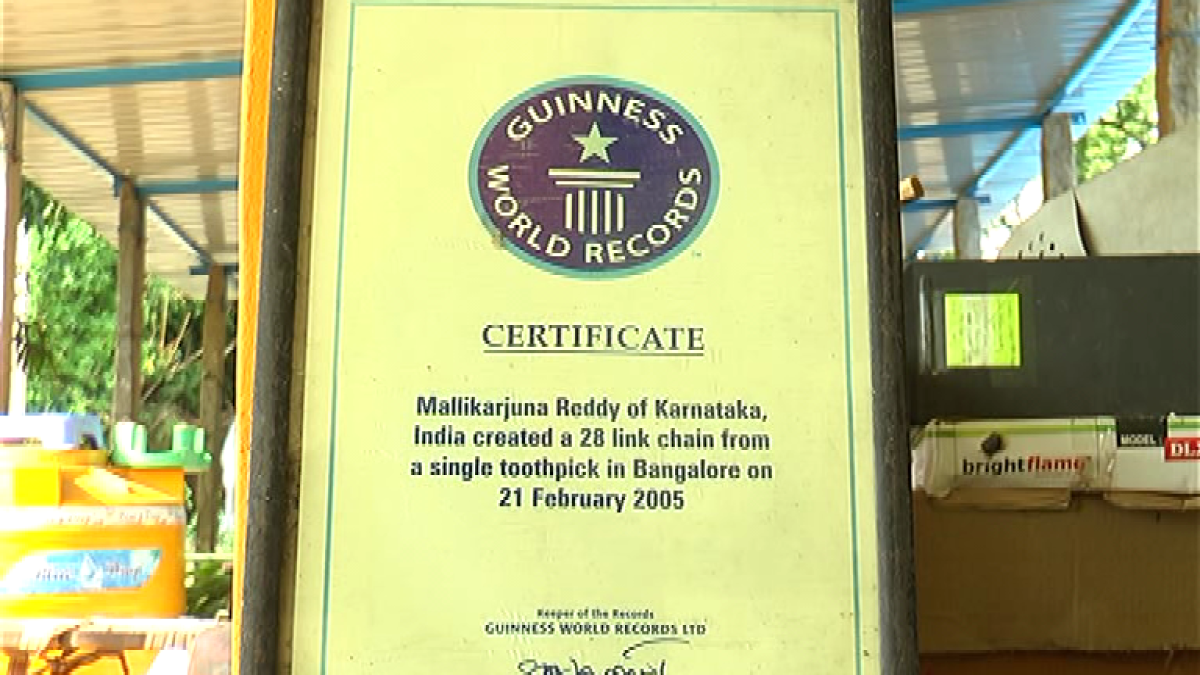 GUINNESS
WORLD RECORDS
™
CERTIFICATE
Mallikarjuna Reddy of Karnataka,
India created a 28 link chain from
a single toothpick in Bangalore on
21 February 2005
Keeper of the Records
GUINNESS WORLD RECORDS LTD
brightflame
MODEL